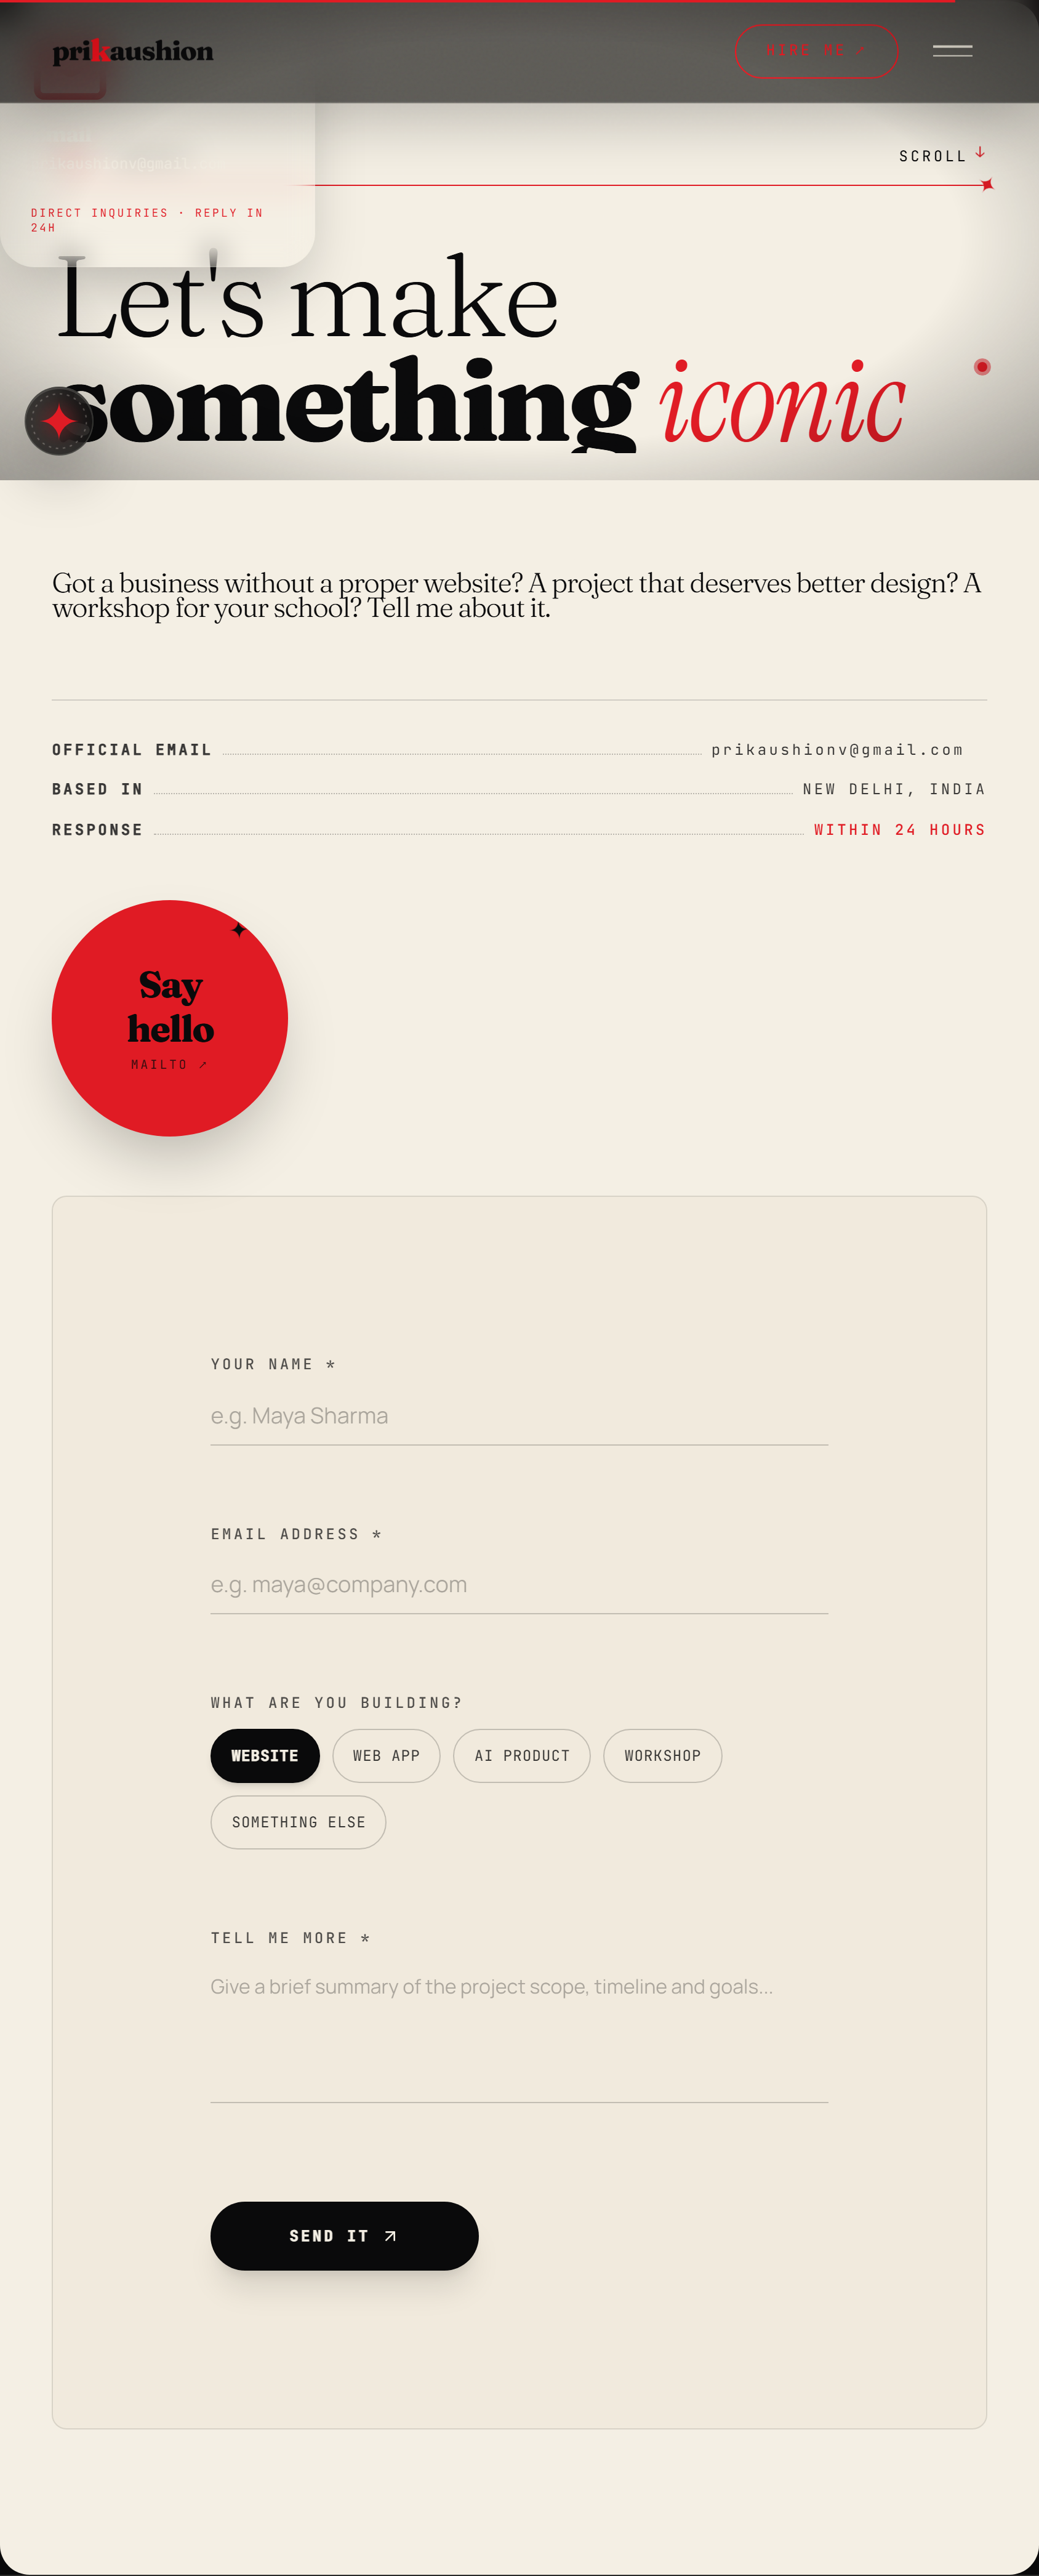 prikaushion
HIRE ME ↗
SCROLL ↓
DIRECT INQUIRIES · REPLY IN
24H
Let's make
something iconic
Got a business without a proper website? A project that deserves better design? A
workshop for your school? Tell me about it.
OFFICIAL EMAIL prikaushionv@gmail.com
BASED IN NEW DELHI, INDIA
RESPONSE WITHIN 24 HOURS
Say
hello
MAILTO ↗
YOUR NAME *
e.g. Maya Sharma
EMAIL ADDRESS *
e.g. maya@company.com
WHAT ARE YOU BUILDING?
WEBSITE WEB APP AI PRODUCT WORKSHOP
SOMETHING ELSE
TELL ME MORE *
Give a brief summary of the project scope, timeline and goals...
SEND IT ↗